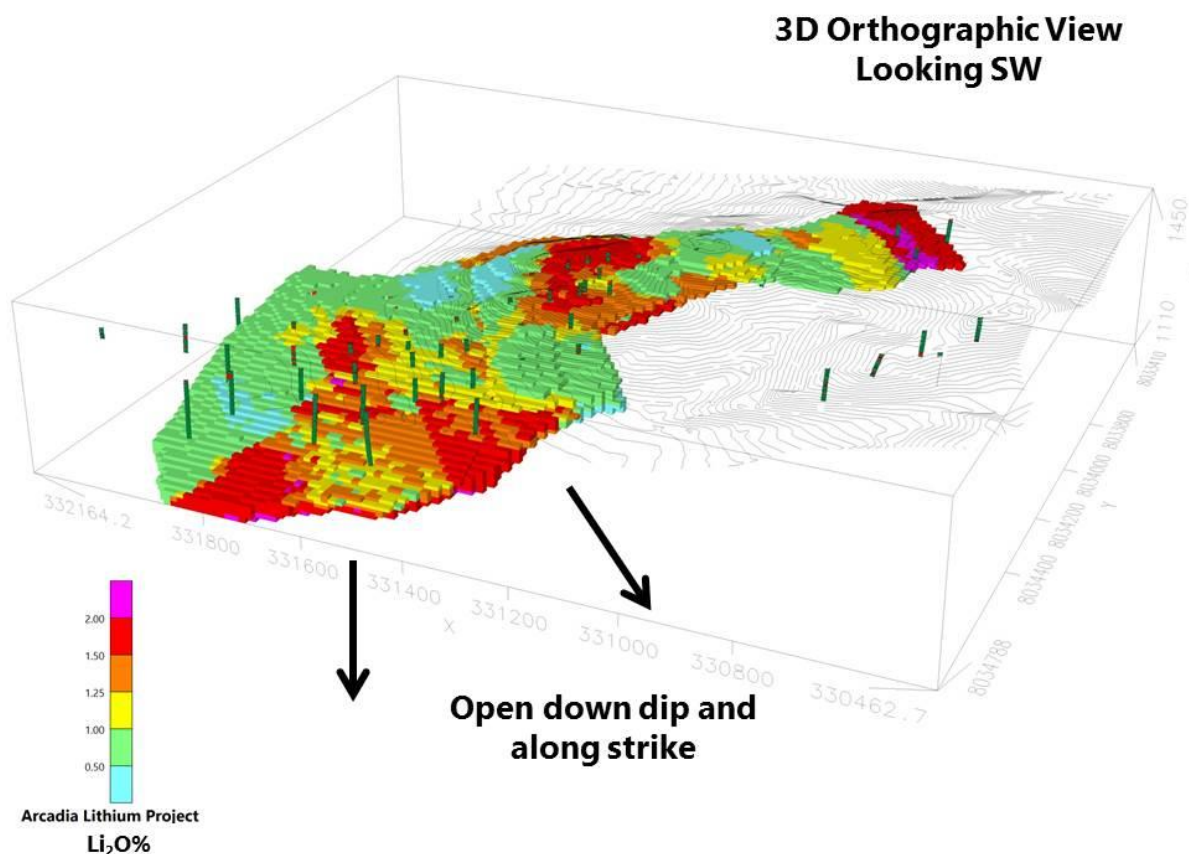 3D Orthographic View
Looking SW
1450
1110
8033410
8033800
8034000
8034200
8034400
8034788
Y
332164.2
331800
331600
331400
331200
331000
330800
330462.7
X
2.00
1.50
1.25
1.00
0.50
Open down dip and
along strike
Arcadia Lithium Project
Li₂O%